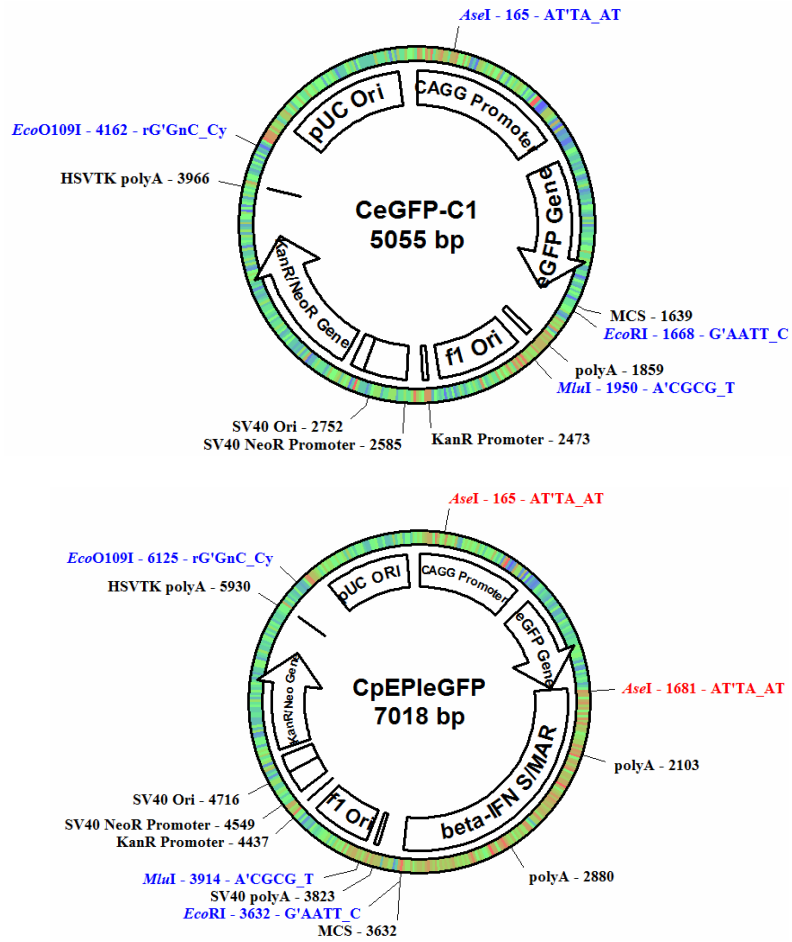 AseI - 165 - AT'TA_AT
pUC Ori
CAGG Promoter
EcoO109I - 4162 - rG'GnC_Cy
HSVTK polyA - 3966
CeGFP-C1
5055 bp
eGFP Gene
KanR/NeoR Gene
MCS - 1639
EcoRI - 1668 - G'AATT_C
f1 Ori
polyA - 1859
MluI - 1950 - A'CGCG_T
SV40 Ori - 2752
SV40 NeoR Promoter - 2585
KanR Promoter - 2473
AseI - 165 - AT'TA_AT
EcoO109I - 6125 - rG'GnC_Cy
HSVTK polyA - 5930
pUC ORI
CAGG Promoter
eGFP Gene
CpEPIeGFP
7018 bp
AseI - 1681 - AT'TA_AT
KanR/Neo Gene
beta-IFN S/MAR
polyA - 2103
SV40 Ori - 4716
f1 Ori
SV40 NeoR Promoter - 4549
KanR Promoter - 4437
MluI - 3914 - A'CGCG_T
polyA - 2880
SV40 polyA - 3823
EcoRI - 3632 - G'AATT_C
MCS - 3632